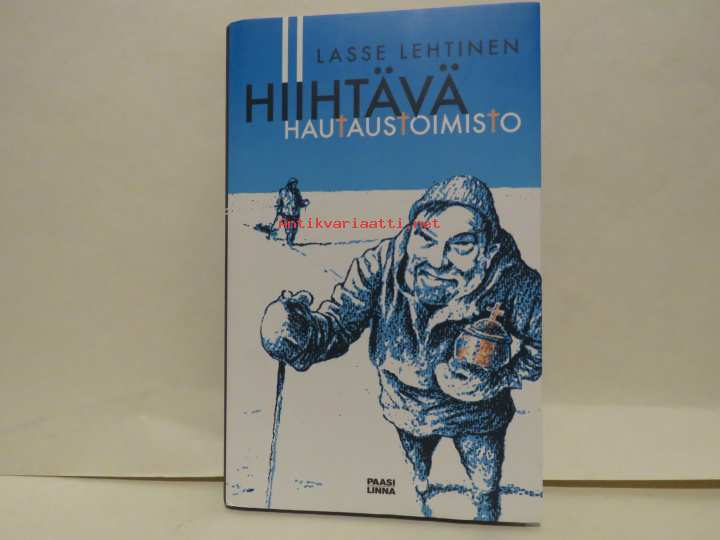 LASSE LEHTINEN
HIIHTÄVÄ
HAUTAUSTOIMISTO
Antikvariaatti.net
PAASI
LINNA